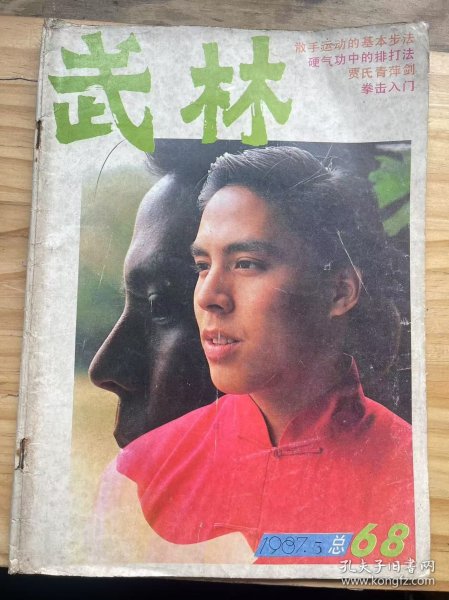 武林
散手运动的基本步法
硬气功中的排打法
贾氏青萍剑
拳击入门
1987.5 总 68
孔夫子旧书网
www.kongfz.com